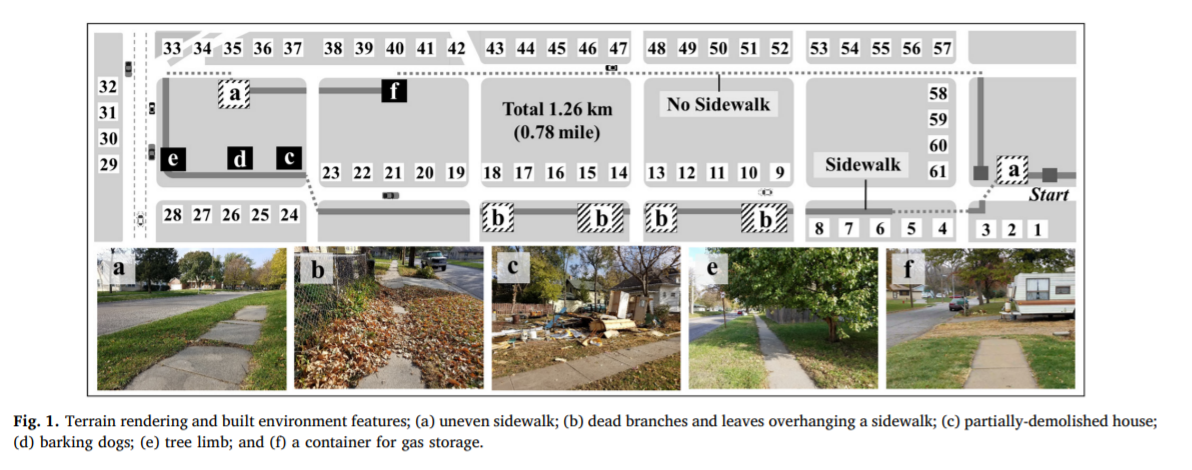 33 34 35 36 37 38 39 40 41 42 43 44 45 46 47 48 49 50 51 52 53 54 55 56 57
32
31
30
29
a
f
Total 1.26 km
(0.78 mile)
No Sidewalk
58
59
60
61
e d c
23 22 21 20 19 18 17 16 15 14 13 12 11 10 9
Sidewalk
a
Start
28 27 26 25 24
b b b b
8 7 6 5 4 3 2 1
a b c e f
Fig. 1. Terrain rendering and built environment features; (a) uneven sidewalk; (b) dead branches and leaves overhanging a sidewalk; (c) partially-demolished house;
(d) barking dogs; (e) tree limb; and (f) a container for gas storage.